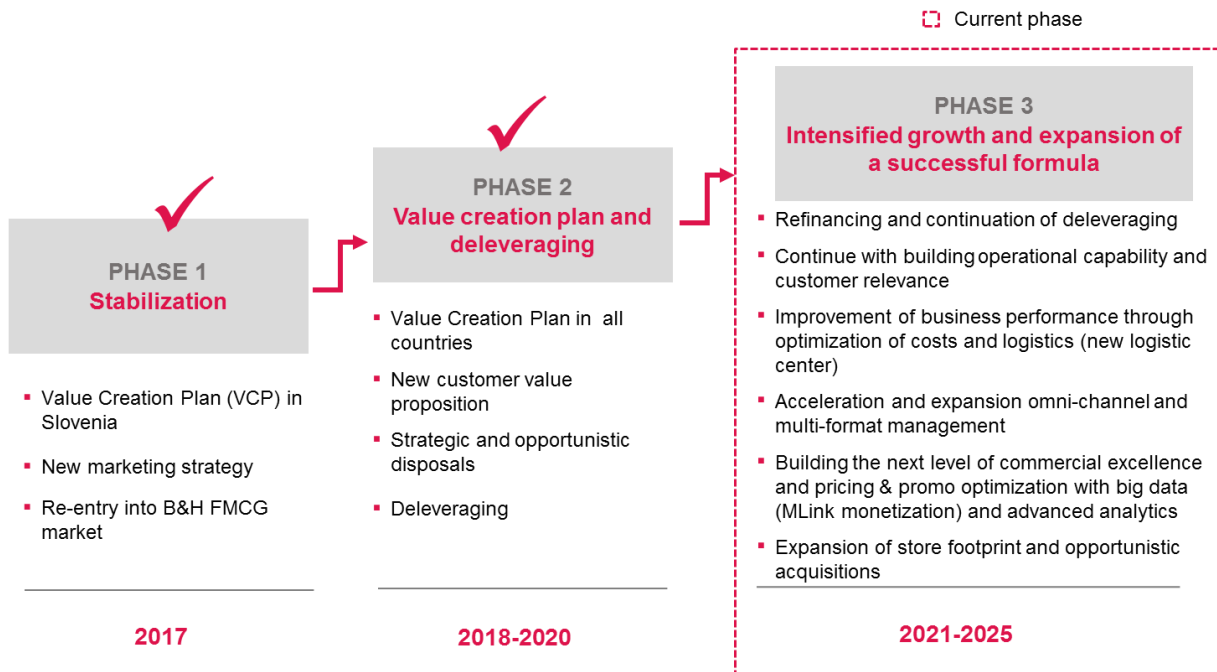 Current phase
PHASE 1
Stabilization
▪ Value Creation Plan (VCP) in
Slovenia
▪ New marketing strategy
▪ Re-entry into B&H FMCG
market
2017
PHASE 2
Value creation plan and
deleveraging
▪ Value Creation Plan in all
countries
▪ New customer value
proposition
▪ Strategic and opportunistic
disposals
▪ Deleveraging
2018-2020
PHASE 3
Intensified growth and expansion of
a successful formula
▪ Refinancing and continuation of deleveraging
▪ Continue with building operational capability and
customer relevance
▪ Improvement of business performance through
optimization of costs and logistics (new logistic
center)
▪ Acceleration and expansion omni-channel and
multi-format management
▪ Building the next level of commercial excellence
and pricing & promo optimization with big data
(MLink monetization) and advanced analytics
▪ Expansion of store footprint and opportunistic
acquisitions
2021-2025